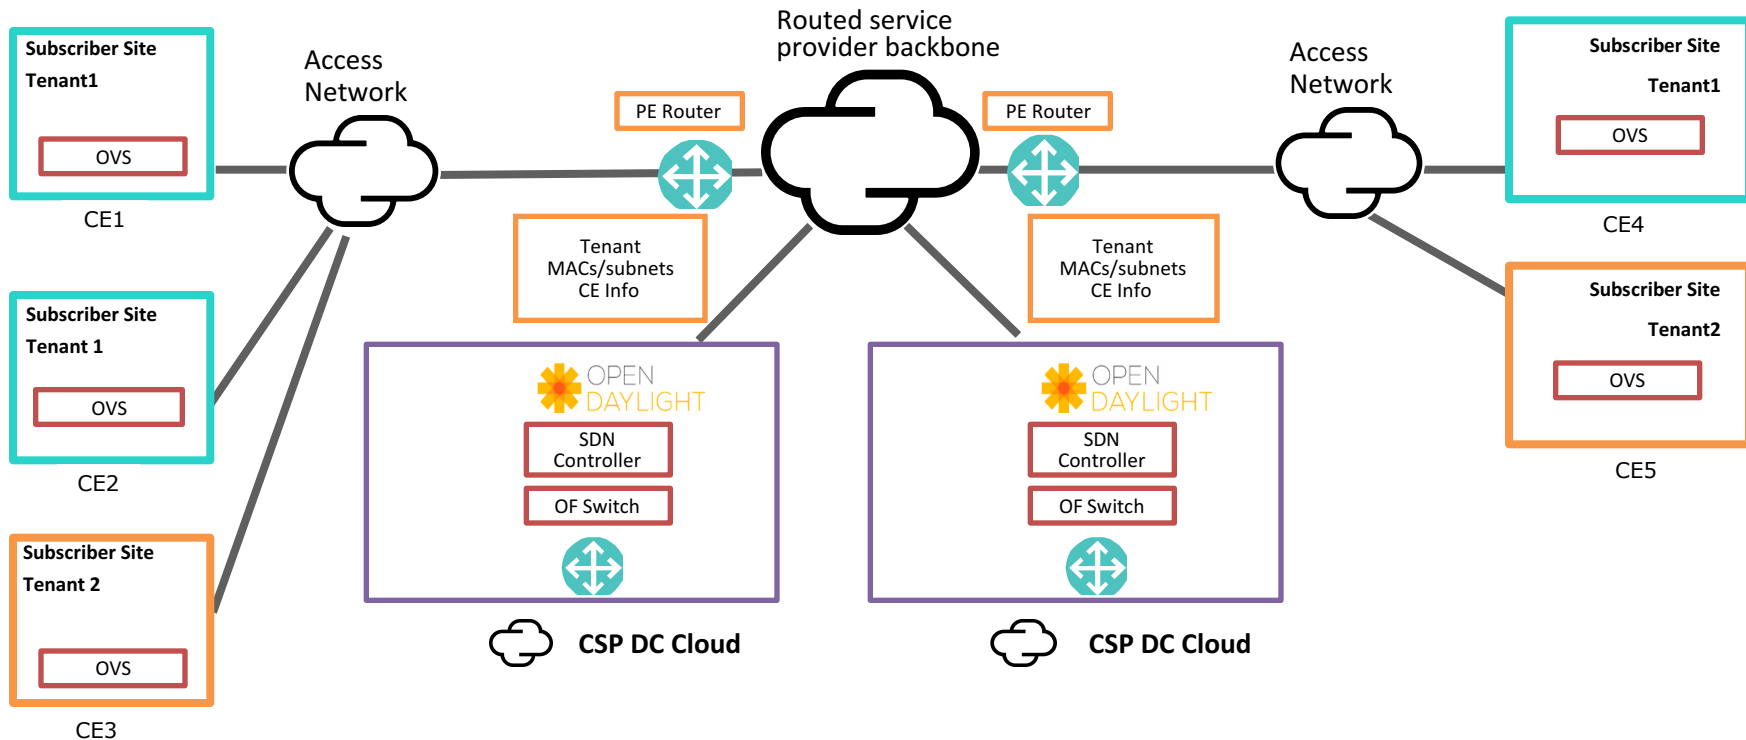 Routed service
provider backbone
Subscriber Site
Tenant1
OVS
CE1
Access
Network
PE Router
PE Router
Access
Network
Subscriber Site
Tenant1
OVS
CE4
Tenant
MACs/subnets
CE Info
Tenant
MACs/subnets
CE Info
Subscriber Site
Tenant 1
OVS
CE2
Subscriber Site
Tenant2
OVS
CE5
OPEN
DAYLIGHT
SDN
Controller
OF Switch
OPEN
DAYLIGHT
SDN
Controller
OF Switch
Subscriber Site
Tenant 2
OVS
CE3
CSP DC Cloud
CSP DC Cloud